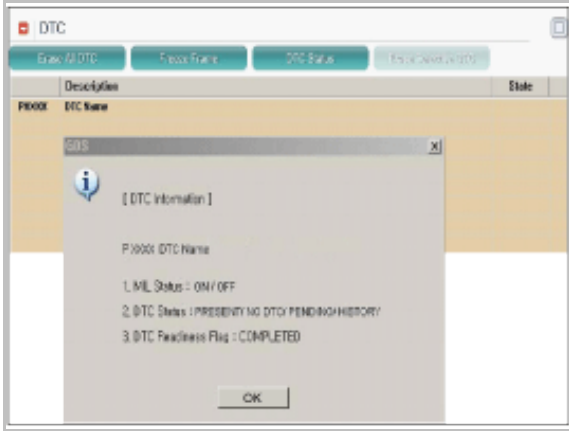 DTC
Erase All DTC Freeze Frame DTC Status
Description State
PXXXX DTC Name
GDS
[ DTC Information ]
PXXXX DTC Name
1. MIL Status : ON / OFF
2. DTC Status : PRESENT/ NO DTC/ PENDING/HISTORY
3. DTC Readiness Flag : COMPLETED
OK